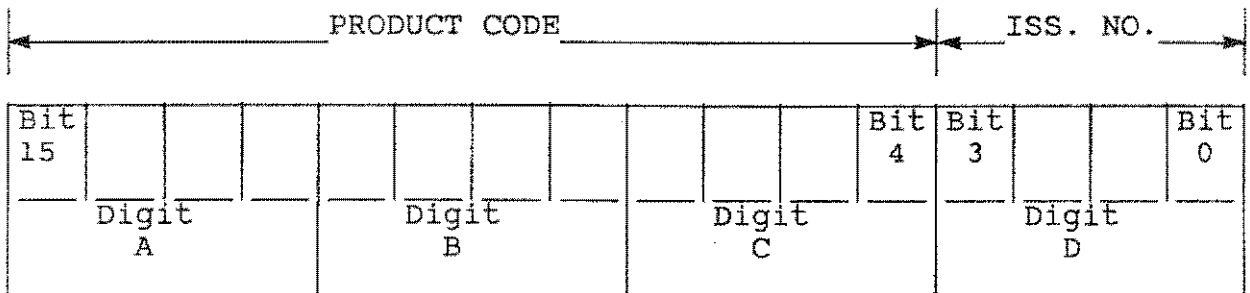 PRODUCT CODE ISS. NO.
Bit Bit Bit Bit
15 4 3 0
Digit Digit Digit Digit
A B C D